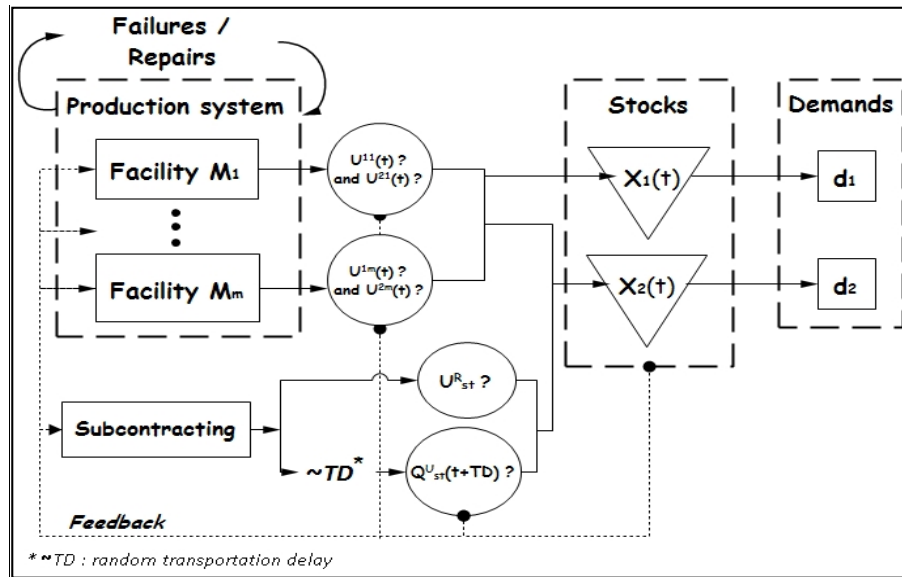 Failures /
Repairs
Production system
Stocks
Demands
Facility M₁
U¹¹(t) ?
and U²¹(t) ?
X₁(t)
d₁
Facility Mₘ
U¹ᵐ(t) ?
and U²ᵐ(t) ?
X₂(t)
d₂
Uᴿₛₜ ?
Subcontracting
~TD*
Qᵁₛₜ(t+TD) ?
Feedback
* ~TD : random transportation delay